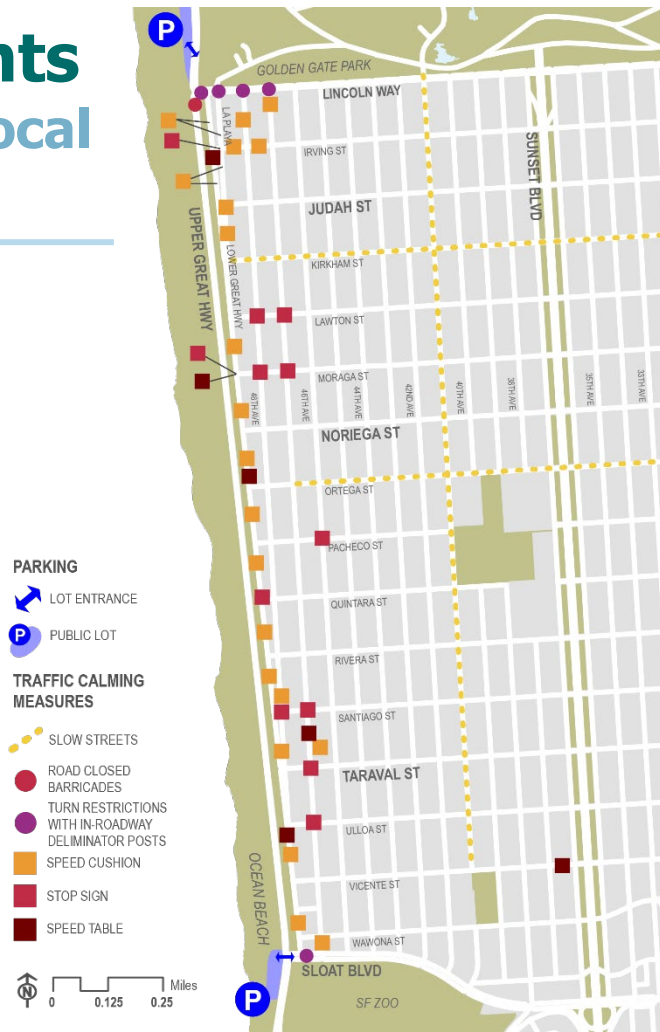 nts
ocal
P
GOLDEN GATE PARK
LINCOLN WAY
LA PLAYA
IRVING ST
SUNSET BLVD
JUDAH ST
UPPER GREAT HWY
LOWER GREAT HWY
KIRKHAM ST
LAWTON ST
MORAGA ST
48TH AVE
46TH AVE
44TH AVE
42ND AVE
40TH AVE
36TH AVE
35TH AVE
33TH AVE
NORIEGA ST
ORTEGA ST
PACHECO ST
QUINTARA ST
RIVERA ST
SANTIAGO ST
TARAVAL ST
ULLOA ST
VICENTE ST
OCEAN BEACH
WAWONA ST
SLOAT BLVD
P
SF ZOO
PARKING
LOT ENTRANCE
P
PUBLIC LOT
TRAFFIC CALMING
MEASURES
SLOW STREETS
ROAD CLOSED
BARRICADES
TURN RESTRICTIONS
WITH IN-ROADWAY
DELIMINATOR POSTS
SPEED CUSHION
STOP SIGN
SPEED TABLE
N
Miles
0 0.125 0.25